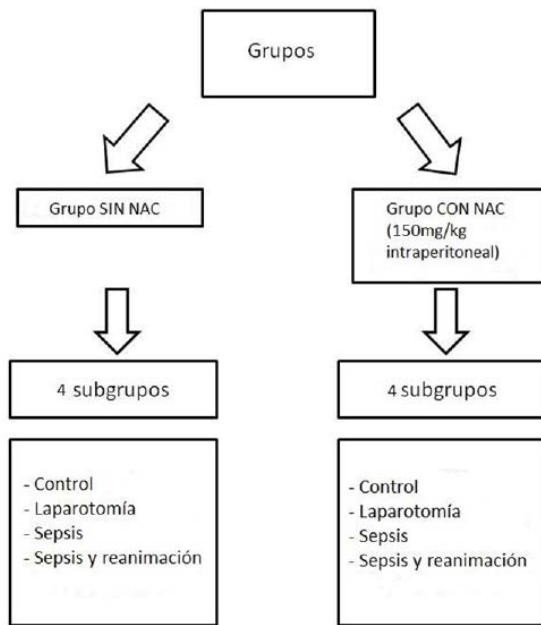 Grupos
Grupo SIN NAC
Grupo CON NAC
(150mg/kg
intraperitoneal)
4 subgrupos
4 subgrupos
- Control
- Laparotomía
- Sepsis
- Sepsis y reanimación
- Control
- Laparotomía
- Sepsis
- Sepsis y reanimación